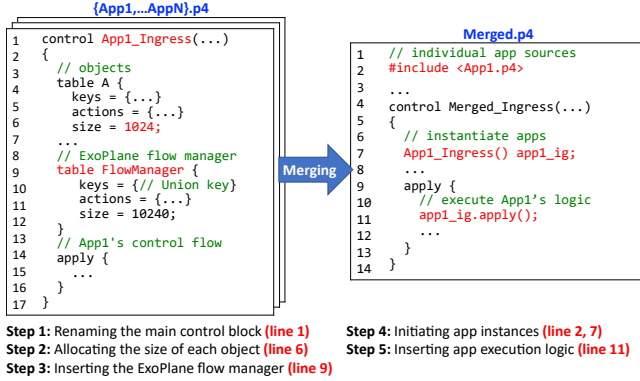 {App1,...AppN}.p4
1 control App1_Ingress(...)
2 {
3 // objects
4 table A {
5 keys = {...}
5 actions = {...}
6 size = 1024;
7 ...
8 // ExoPlane flow manager
9 table FlowManager {
10 keys = {// Union key}
11 actions = {...}
size = 10240;
12 }
13 // App1's control flow
14 apply {
15 ...
16 }
17 }
Merging
Merged.p4
1 // individual app sources
2 #include <App1.p4>
3 ...
4 control Merged_Ingress(...)
5 {
6 // instantiate apps
7 App1_Ingress() app1_ig;
8 ...
9 apply {
10 // execute App1's logic
11 app1_ig.apply();
12 ...
13 }
14 }
Step 1: Renaming the main control block (line 1)
Step 2: Allocating the size of each object (line 6)
Step 3: Inserting the ExoPlane flow manager (line 9)
Step 4: Initiating app instances (line 2, 7)
Step 5: Inserting app execution logic (line 11)